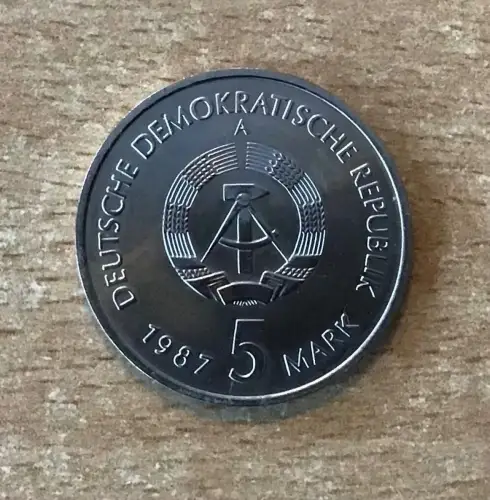 DEUTSCHE DEMOKRATISCHE REPUBLIK
A
1987 5 MARK